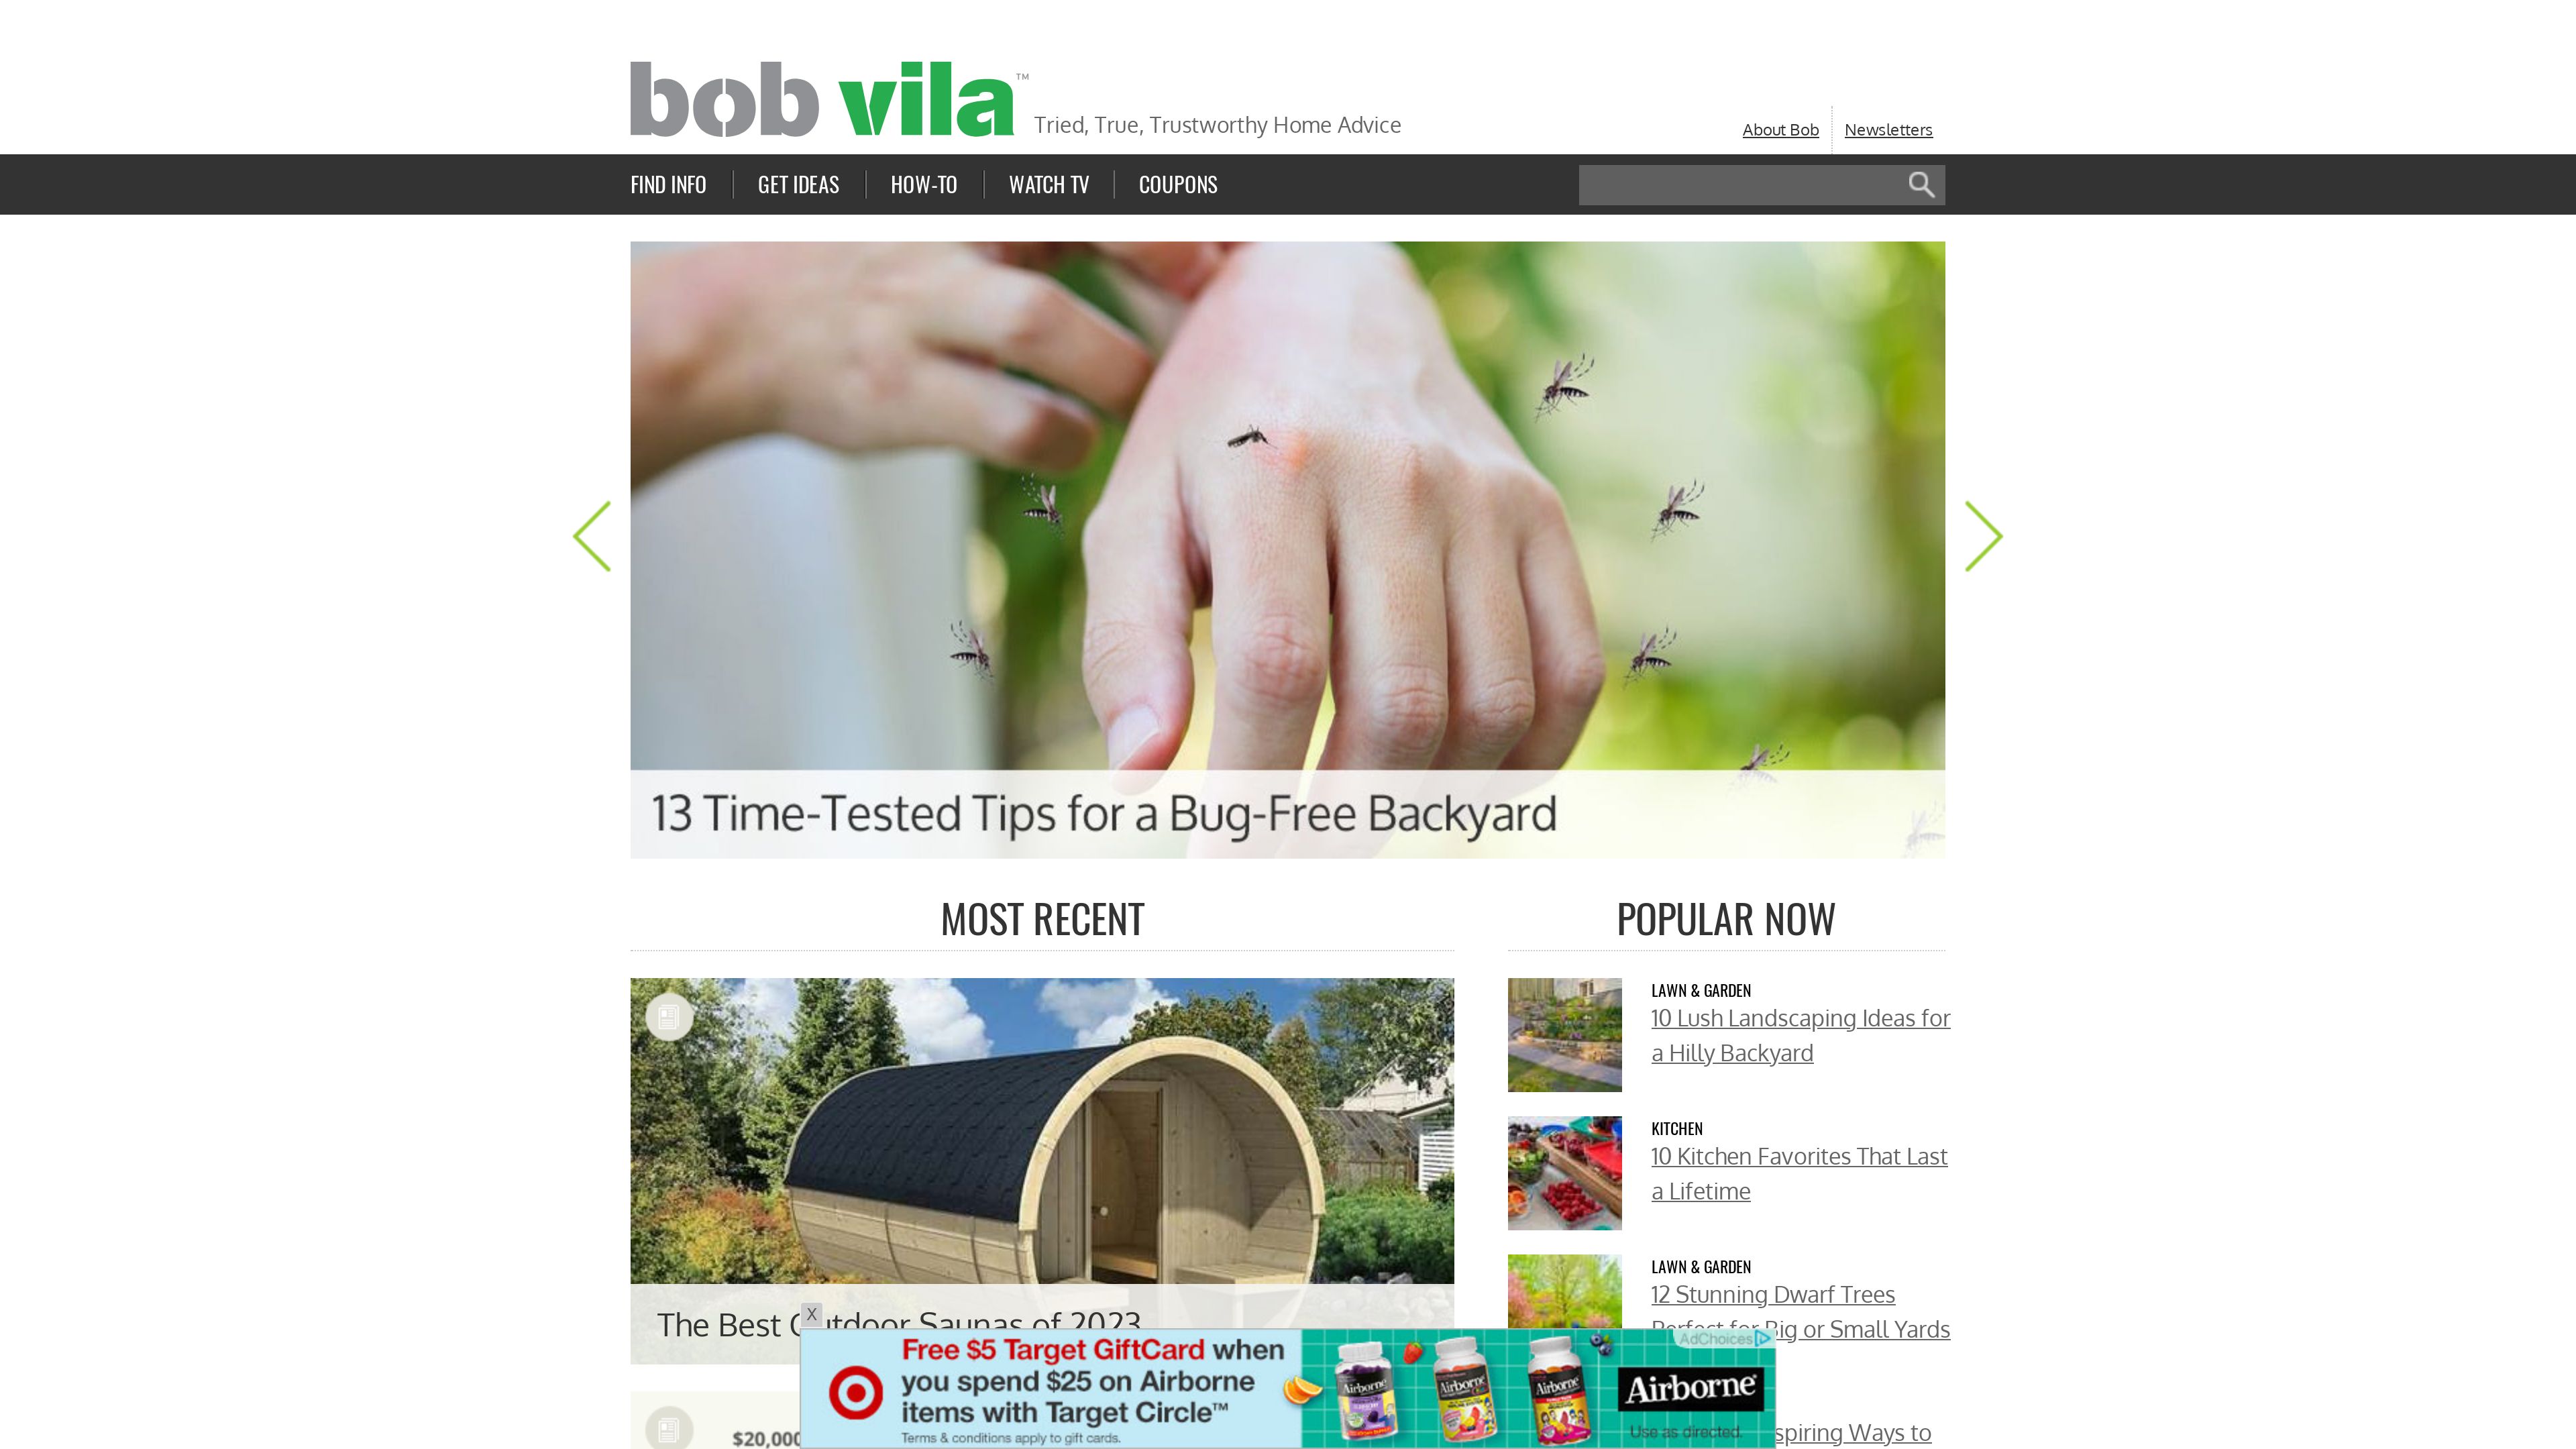 bob vila™
Tried, True, Trustworthy Home Advice
About Bob
Newsletters
FIND INFO
GET IDEAS
HOW-TO
WATCH TV
COUPONS
13 Time-Tested Tips for a Bug-Free Backyard
MOST RECENT
The Best Outdoor Saunas of 2023
$20,000
POPULAR NOW
LAWN & GARDEN
10 Lush Landscaping Ideas for
a Hilly Backyard
KITCHEN
10 Kitchen Favorites That Last
a Lifetime
LAWN & GARDEN
12 Stunning Dwarf Trees
Perfect for Big or Small Yards
spiring Ways to
X
Free $5 Target GiftCard when
you spend $25 on Airborne
items with Target Circle™
Terms & conditions apply to gift cards.
Airborne
Airborne
Airborne
Airborne
Use as directed.
AdChoices